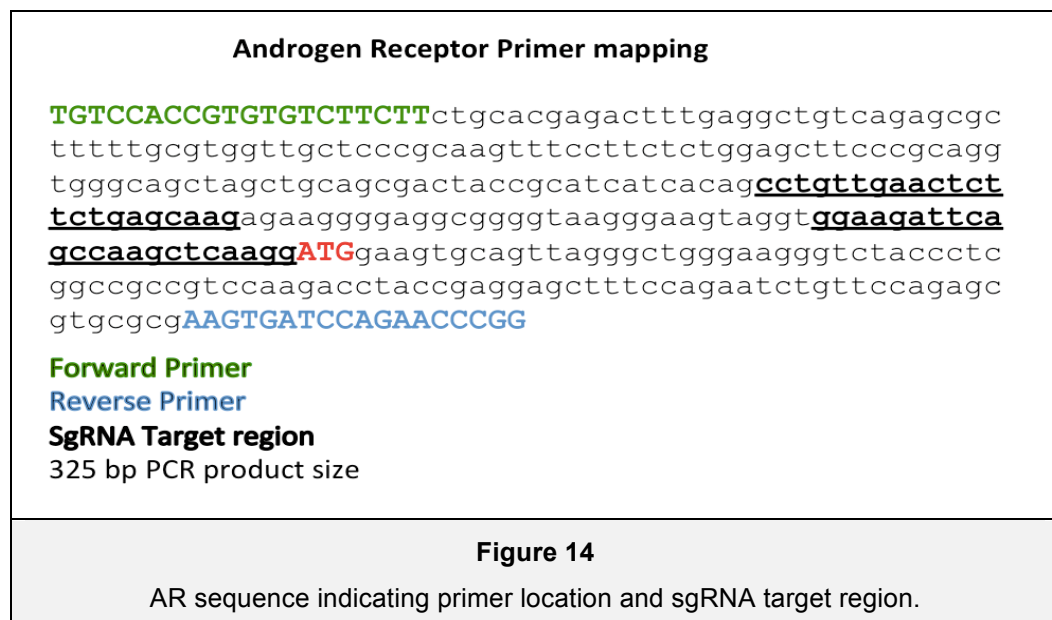 Androgen Receptor Primer mapping
TGTCCACCGTGTGTCTTCTTctgcacgagactttgaggctgtcagagcgc
tttttgcgtggttgctcccgcaagtttccttctctggagcttcccgcagg
tgggcagctagctgcagcgactaccgcatcatcacagcctgttgaactct
tctgagcaagagaaggggaggcggggtaagggaagtaggtggaagattca
gccaagctcaaggATGgaagtgcagttagggctgggaagggtctaccctc
ggccgccgtccaagacctaccgaggagctttccagaatctgttccagagc
gtgcgcgAAGTGATCCAGAACCCGG
Forward Primer
Reverse Primer
SgRNA Target region
325 bp PCR product size
Figure 14
AR sequence indicating primer location and sgRNA target region.